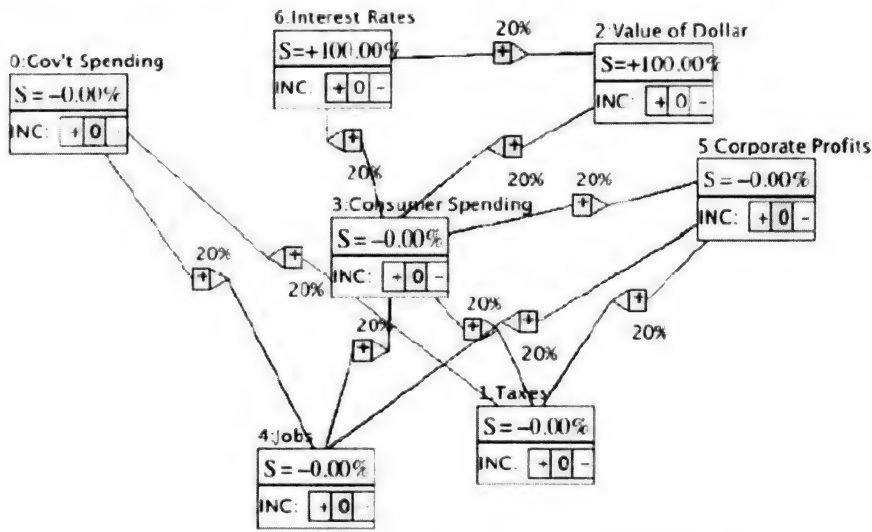 6:Interest Rates
20%
2:Value of Dollar
S=+100.00%
INC: + 0 -
S=+100.00%
INC: + 0 -
0:Gov't Spending
S=-0.00%
INC: + 0 -
5 Corporate Profits
S=-0.00%
INC: + 0 -
+
+
+
20%
20%
20%
3:Consumer Spending
S=-0.00%
INC: + 0 -
+
20%
+
20%
+
20%
+
20%
+
20%
+
20%
+
20%
+
1.Taxes
S=-0.00%
INC. + 0 -
4:Jobs
S=-0.00%
INC: + 0 -